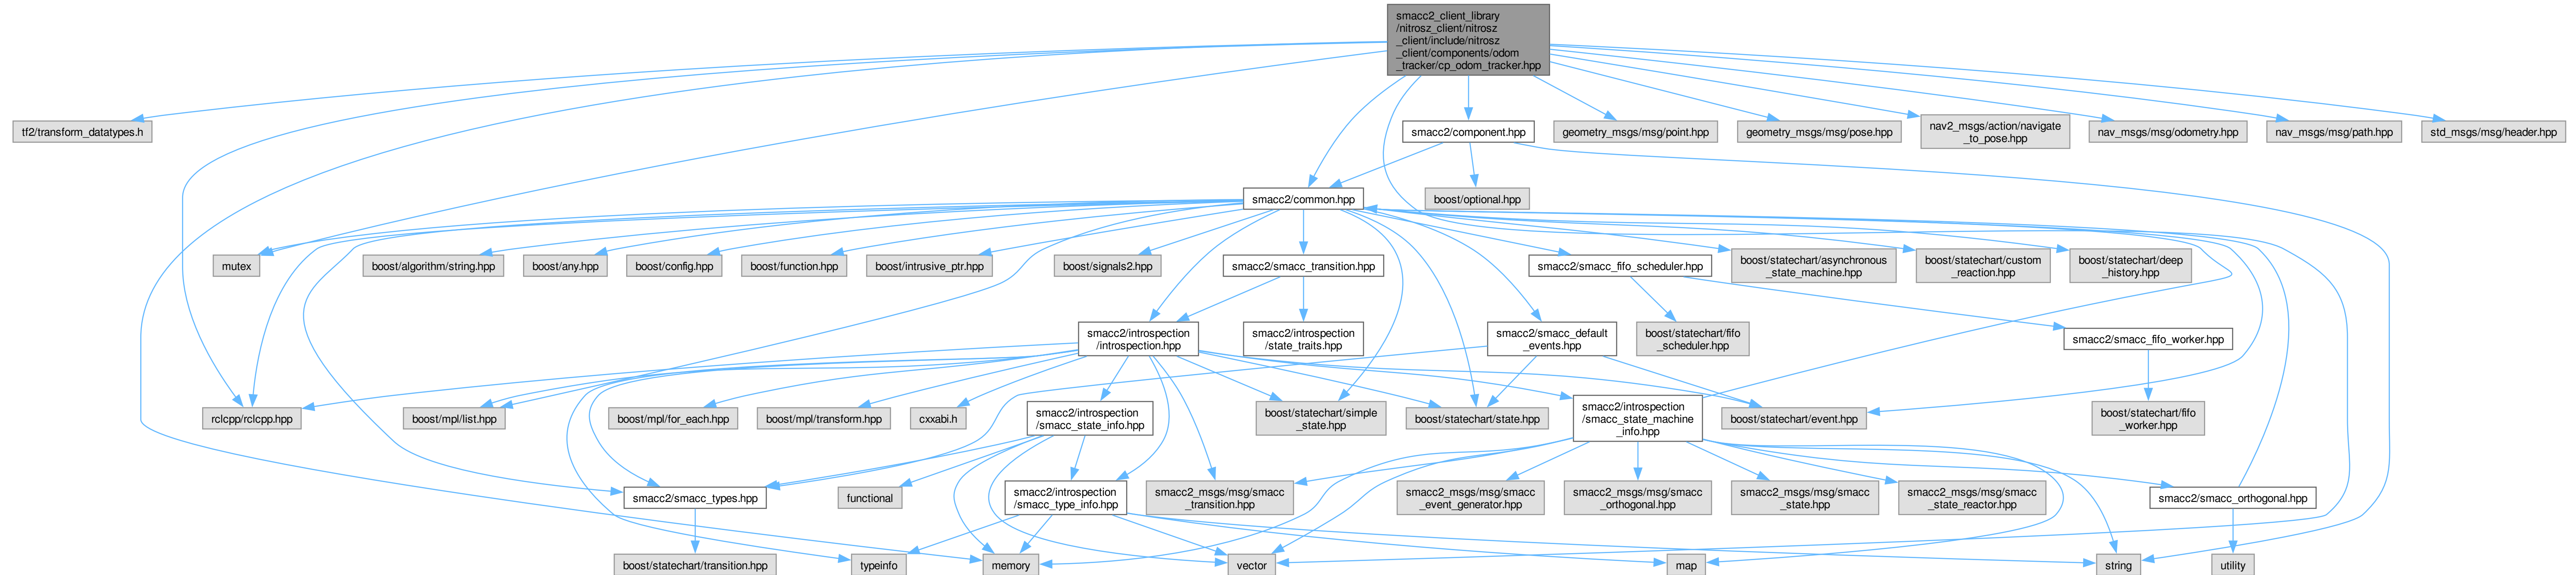 smacc2_client_library
/nitrosz_client/nitrosz
_client/include/nitrosz
_client/components/odom
_tracker/cp_odom_tracker.hpp
tf2/transform_datatypes.h
smacc2/component.hpp
geometry_msgs/msg/point.hpp
geometry_msgs/msg/pose.hpp
nav2_msgs/action/navigate
_to_pose.hpp
nav_msgs/msg/odometry.hpp
nav_msgs/msg/path.hpp
std_msgs/msg/header.hpp
smacc2/common.hpp
boost/optional.hpp
mutex
boost/algorithm/string.hpp
boost/any.hpp
boost/config.hpp
boost/function.hpp
boost/intrusive_ptr.hpp
boost/signals2.hpp
smacc2/smacc_transition.hpp
smacc2/smacc_fifo_scheduler.hpp
boost/statechart/asynchronous
_state_machine.hpp
boost/statechart/custom
_reaction.hpp
boost/statechart/deep
_history.hpp
smacc2/introspection
/introspection.hpp
smacc2/introspection
/state_traits.hpp
smacc2/smacc_default
_events.hpp
boost/statechart/fifo
_scheduler.hpp
smacc2/smacc_fifo_worker.hpp
rclcpp/rclcpp.hpp
boost/mpl/list.hpp
boost/mpl/for_each.hpp
boost/mpl/transform.hpp
cxxabi.h
smacc2/introspection
/smacc_state_info.hpp
boost/statechart/simple
_state.hpp
boost/statechart/state.hpp
smacc2/introspection
/smacc_state_machine
_info.hpp
boost/statechart/event.hpp
boost/statechart/fifo
_worker.hpp
smacc2/smacc_types.hpp
functional
smacc2/introspection
/smacc_type_info.hpp
smacc2_msgs/msg/smacc
_transition.hpp
smacc2_msgs/msg/smacc
_event_generator.hpp
smacc2_msgs/msg/smacc
_orthogonal.hpp
smacc2_msgs/msg/smacc
_state.hpp
smacc2_msgs/msg/smacc
_state_reactor.hpp
smacc2/smacc_orthogonal.hpp
boost/statechart/transition.hpp
typeinfo
memory
vector
map
string
utility